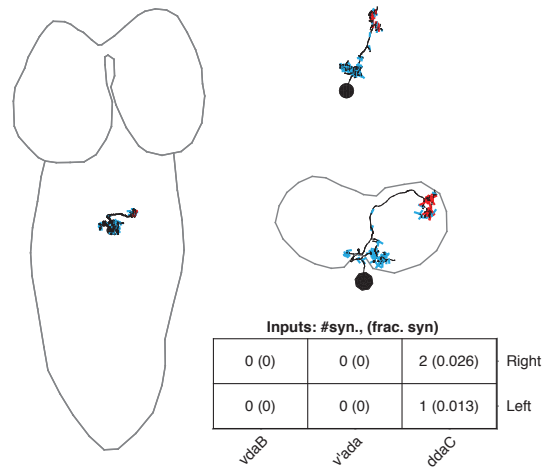 Inputs: #syn., (frac. syn)
0 (0) 0 (0) 2 (0.026) Right
0 (0) 0 (0) 1 (0.013) Left
vdaB v'ada ddaC